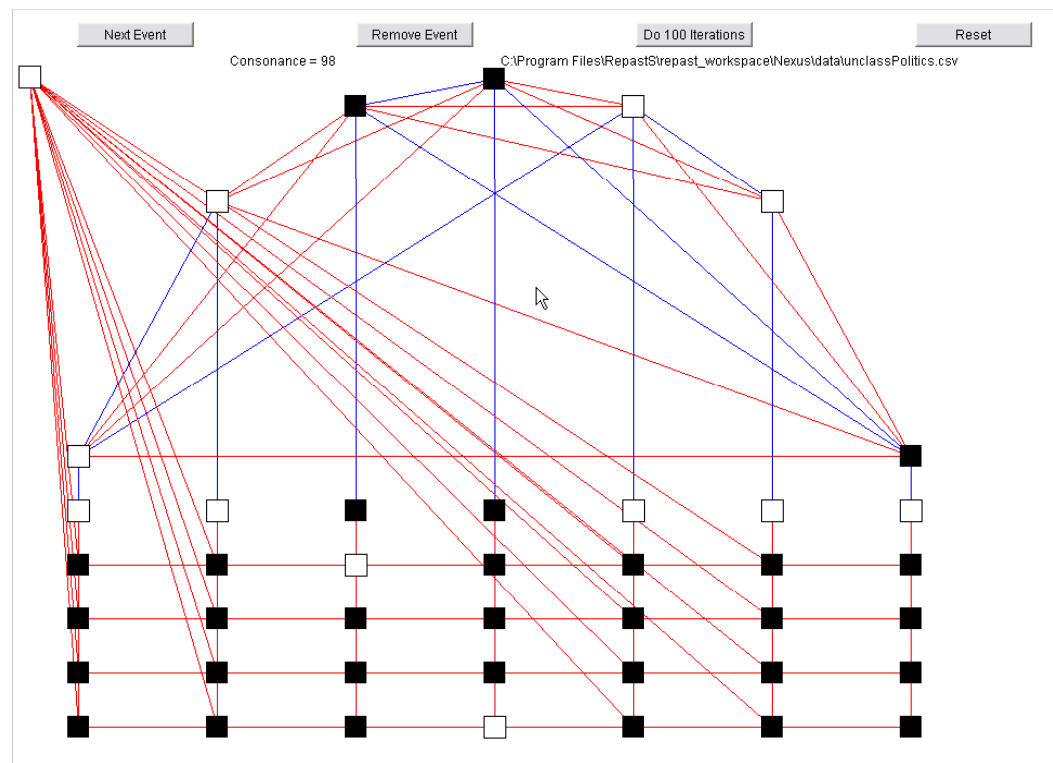 Next Event
Remove Event
Do 100 Iterations
Reset
Consonance = 98
C:\Program Files\RepastS\repast_workspace\Nexus\data\unclassPolitics.csv